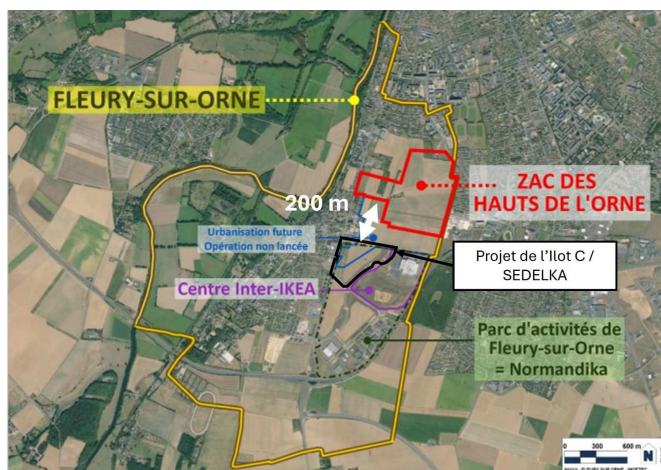 FLEURY-SUR-ORNE
ZAC DES
HAUTS DE L'ORNE
200 m
Urbanisation future
Opération non lancée
Projet de l'Ilot C /
SEDELKA
Centre Inter-IKEA
Parc d'activités de
Fleury-sur-Orne
= Normandika
0 300 600 m
N